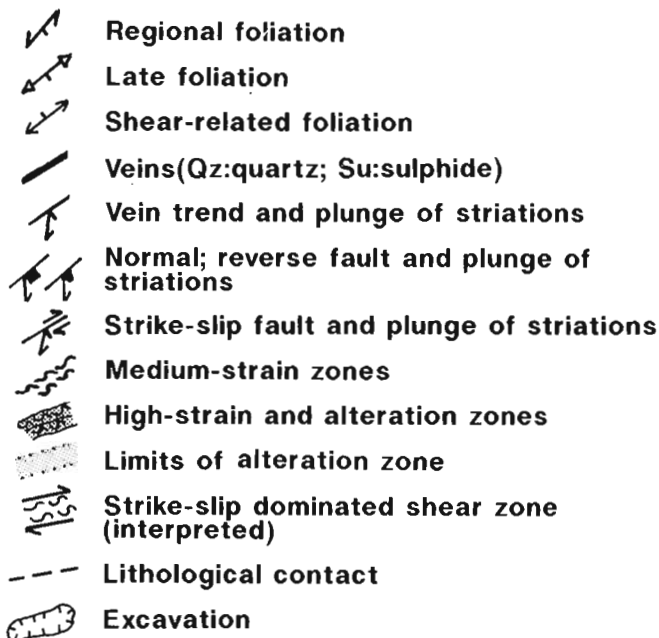 Regional foliation
Late foliation
Shear-related foliation
Veins(Qz:quartz; Su:sulphide)
Vein trend and plunge of striations
Normal; reverse fault and plunge of
striations
Strike-slip fault and plunge of striations
Medium-strain zones
High-strain and alteration zones
Limits of alteration zone
Strike-slip dominated shear zone
(interpreted)
Lithological contact
Excavation